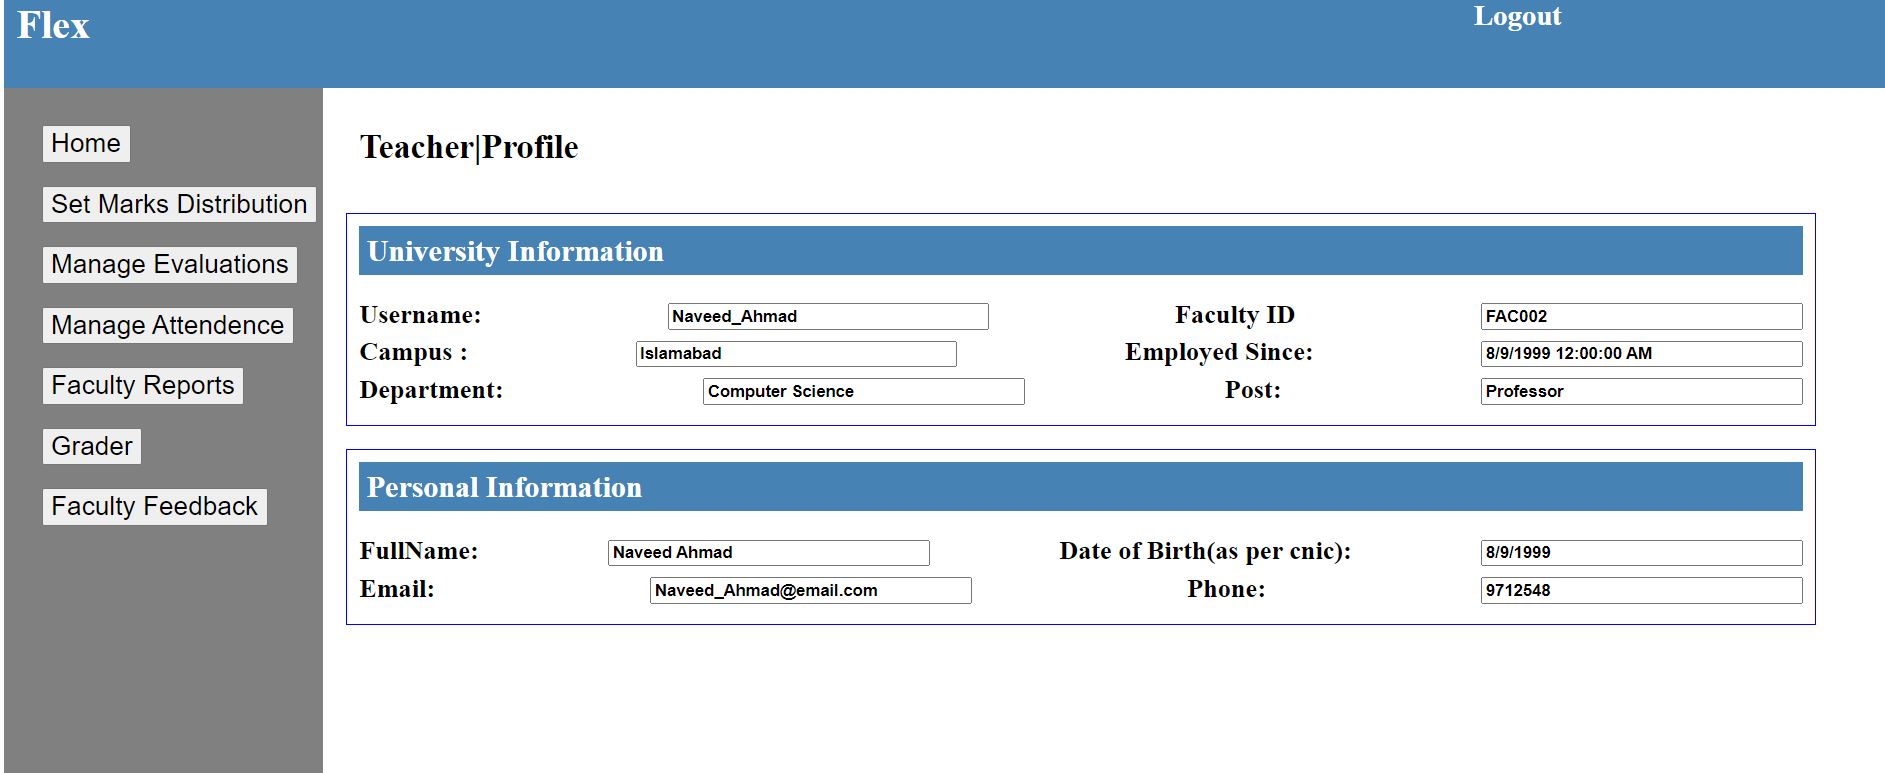 Flex Logout
Home
Set Marks Distribution
Manage Evaluations
Manage Attendence
Faculty Reports
Grader
Faculty Feedback
Teacher|Profile
University Information
Username: Naveed_Ahmad Faculty ID FAC002
Campus : Islamabad Employed Since: 8/9/1999 12:00:00 AM
Department: Computer Science Post: Professor
Personal Information
FullName: Naveed Ahmad Date of Birth(as per cnic): 8/9/1999
Email: Naveed_Ahmad@email.com Phone: 9712548